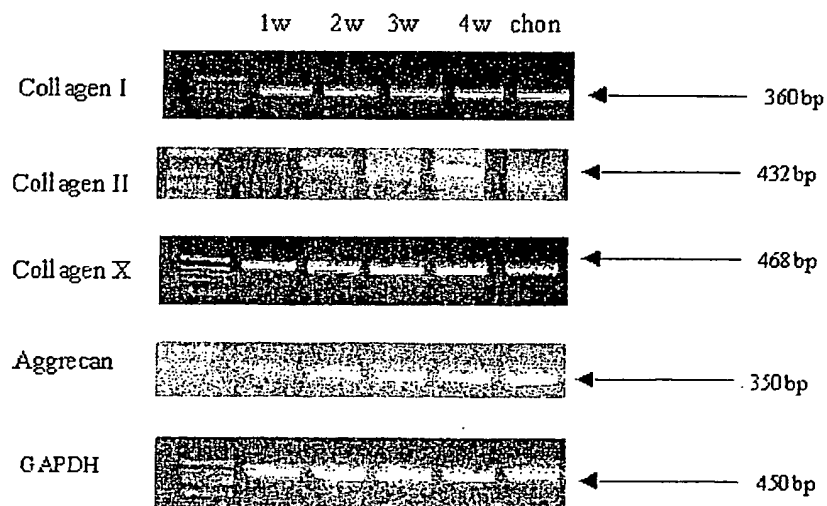 1w 2w 3w 4w chon
Collagen I 360bp
Collagen II 432bp
Collagen X 468bp
Aggrecan 350bp
GAPDH 450bp